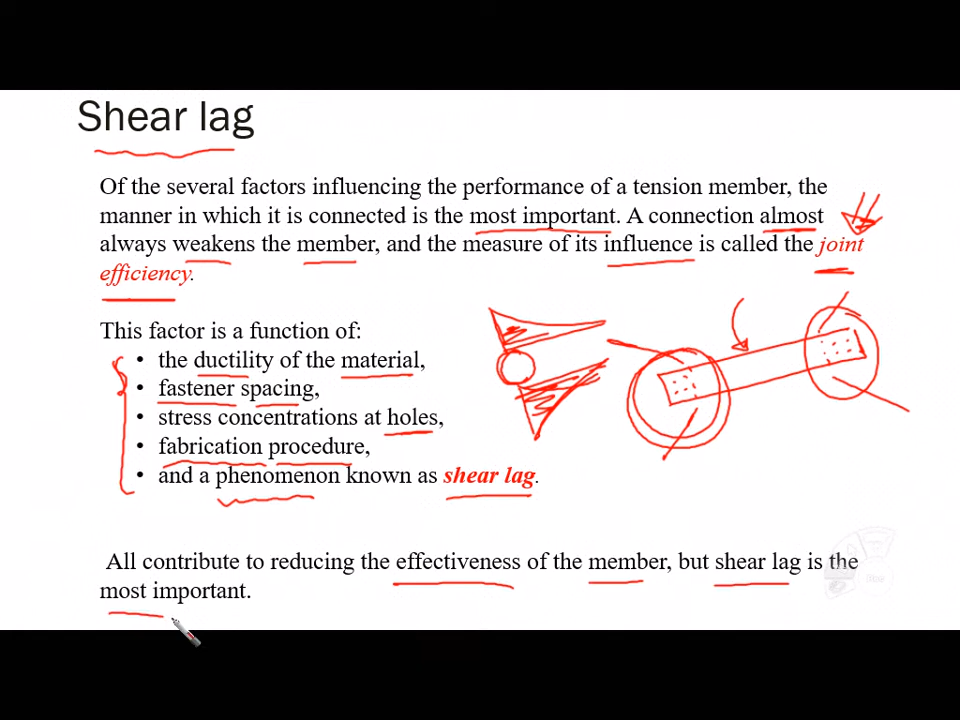 Shear lag
Of the several factors influencing the performance of a tension member, the
manner in which it is connected is the most important. A connection almost
always weakens the member, and the measure of its influence is called the joint
efficiency.
This factor is a function of:
• the ductility of the material,
• fastener spacing,
• stress concentrations at holes,
• fabrication procedure,
• and a phenomenon known as shear lag.
All contribute to reducing the effectiveness of the member, but shear lag is the
most important.